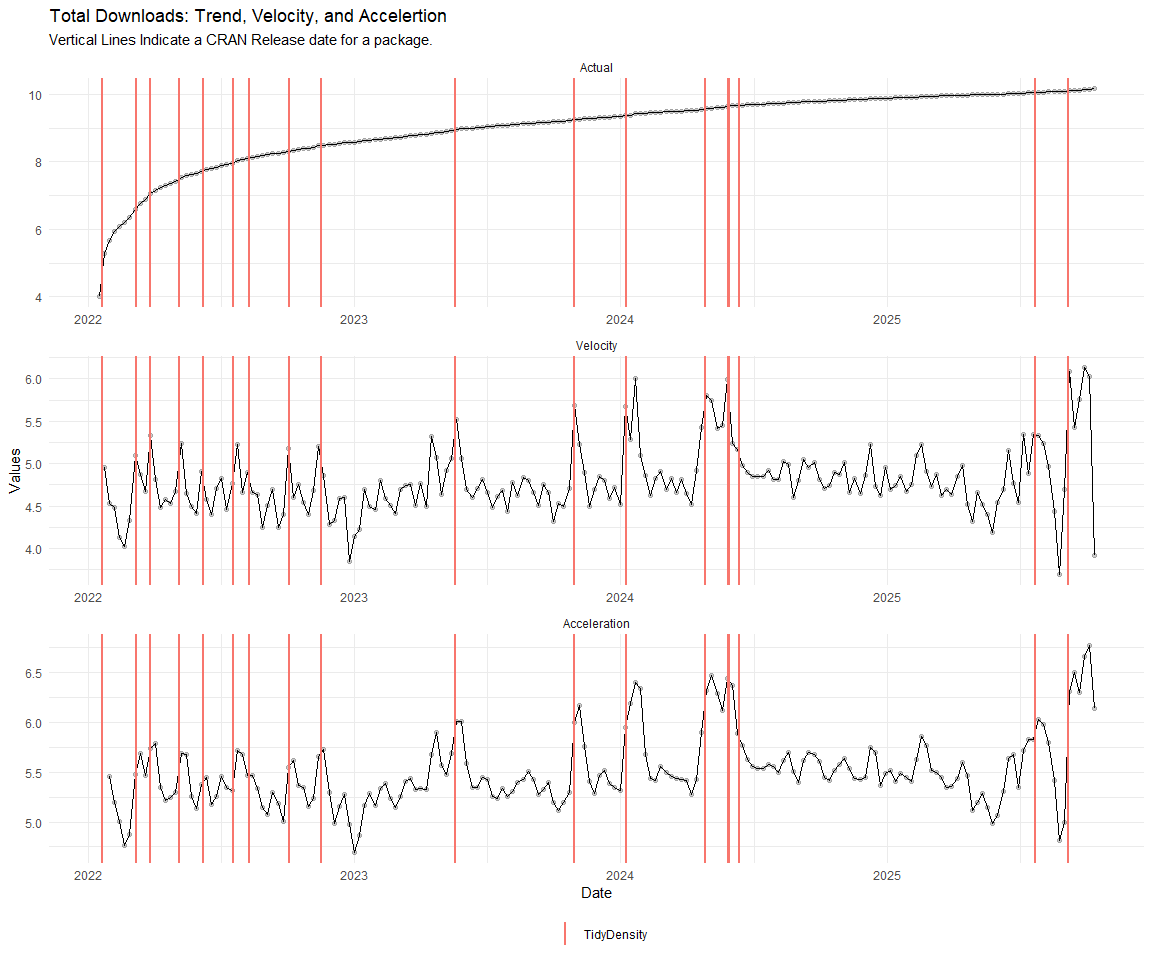 Total Downloads: Trend, Velocity, and Accelertion
Vertical Lines Indicate a CRAN Release date for a package.
Actual
10
8
6
4
2022 2023 2024 2025
Velocity
6.0
5.5
5.0
4.5
4.0
2022 2023 2024 2025
Values
Acceleration
6.5
6.0
5.5
5.0
2022 2023 2024 2025
Date
TidyDensity